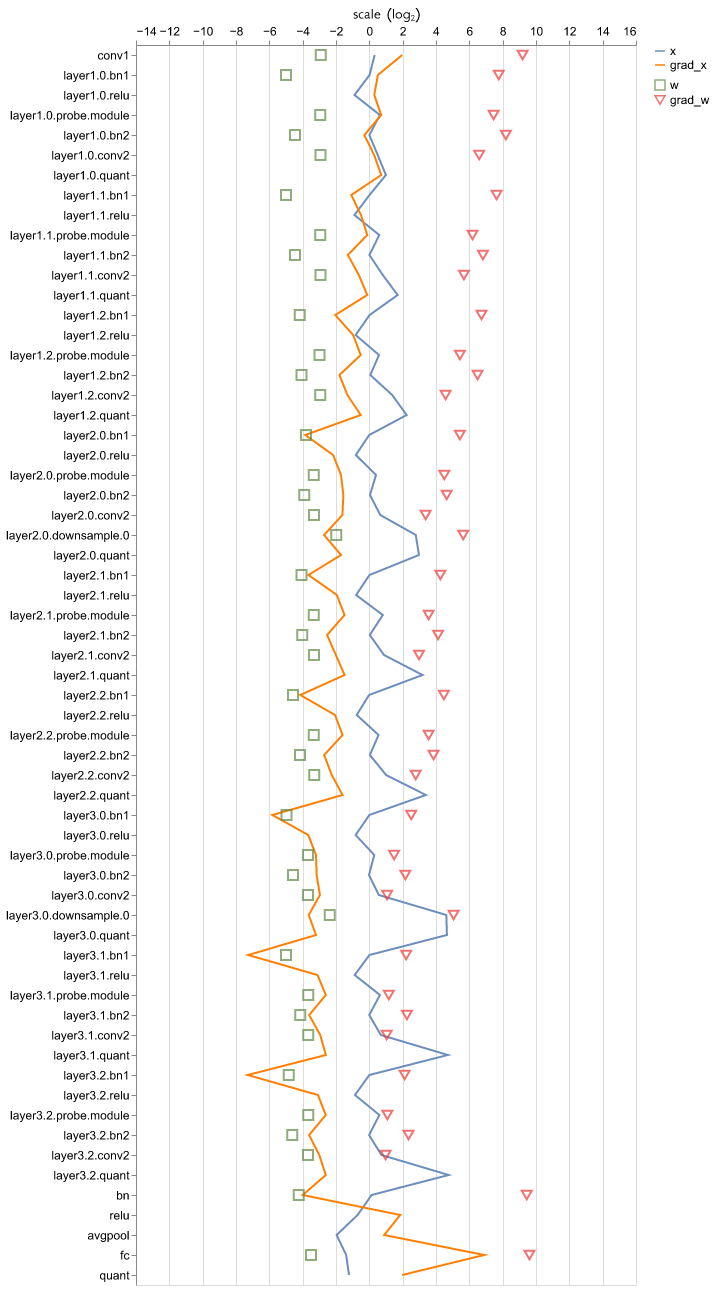 scale (log₂)
−14 −12 −10 −8 −6 −4 −2 0 2 4 6 8 10 12 14 16
x
grad_x
w
grad_w
conv1
layer1.0.bn1
layer1.0.relu
layer1.0.probe.module
layer1.0.bn2
layer1.0.conv2
layer1.0.quant
layer1.1.bn1
layer1.1.relu
layer1.1.probe.module
layer1.1.bn2
layer1.1.conv2
layer1.1.quant
layer1.2.bn1
layer1.2.relu
layer1.2.probe.module
layer1.2.bn2
layer1.2.conv2
layer1.2.quant
layer2.0.bn1
layer2.0.relu
layer2.0.probe.module
layer2.0.bn2
layer2.0.conv2
layer2.0.downsample.0
layer2.0.quant
layer2.1.bn1
layer2.1.relu
layer2.1.probe.module
layer2.1.bn2
layer2.1.conv2
layer2.1.quant
layer2.2.bn1
layer2.2.relu
layer2.2.probe.module
layer2.2.bn2
layer2.2.conv2
layer2.2.quant
layer3.0.bn1
layer3.0.relu
layer3.0.probe.module
layer3.0.bn2
layer3.0.conv2
layer3.0.downsample.0
layer3.0.quant
layer3.1.bn1
layer3.1.relu
layer3.1.probe.module
layer3.1.bn2
layer3.1.conv2
layer3.1.quant
layer3.2.bn1
layer3.2.relu
layer3.2.probe.module
layer3.2.bn2
layer3.2.conv2
layer3.2.quant
bn
relu
avgpool
fc
quant